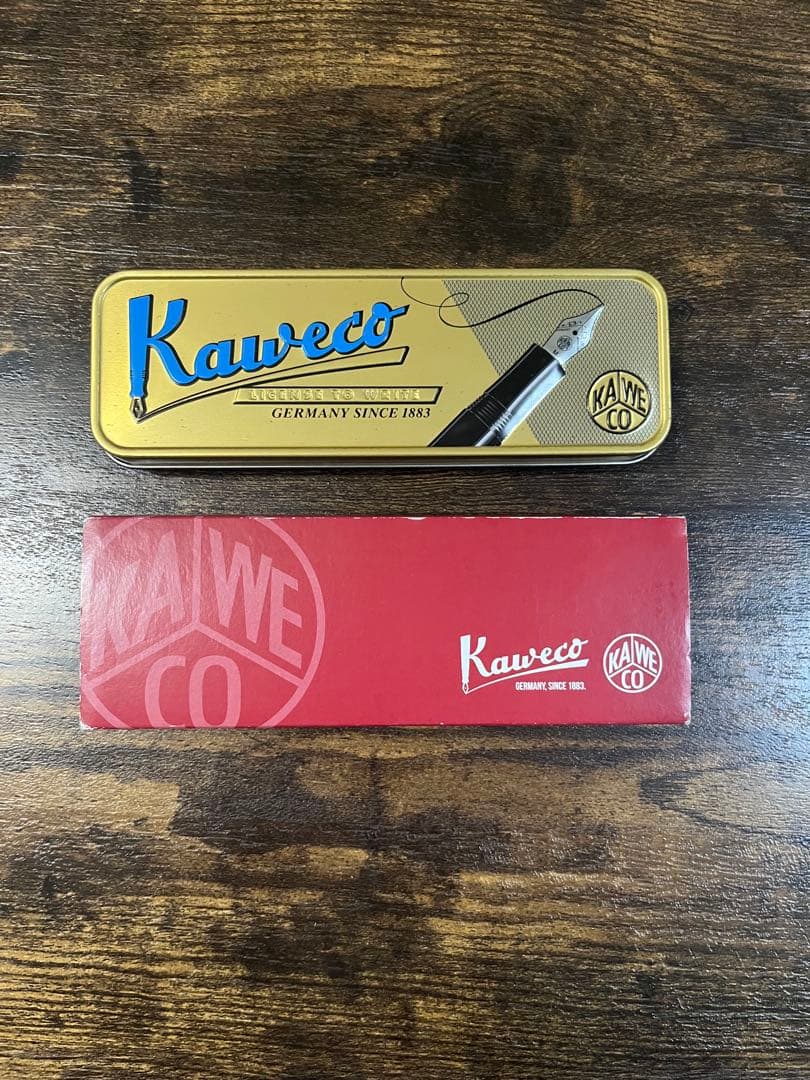 Kaweco
LICENSE TO WRITE
GERMANY SINCE 1883
KA WE
CO
KA WE
CO
Kaweco
GERMANY, SINCE 1883.
KA WE
CO